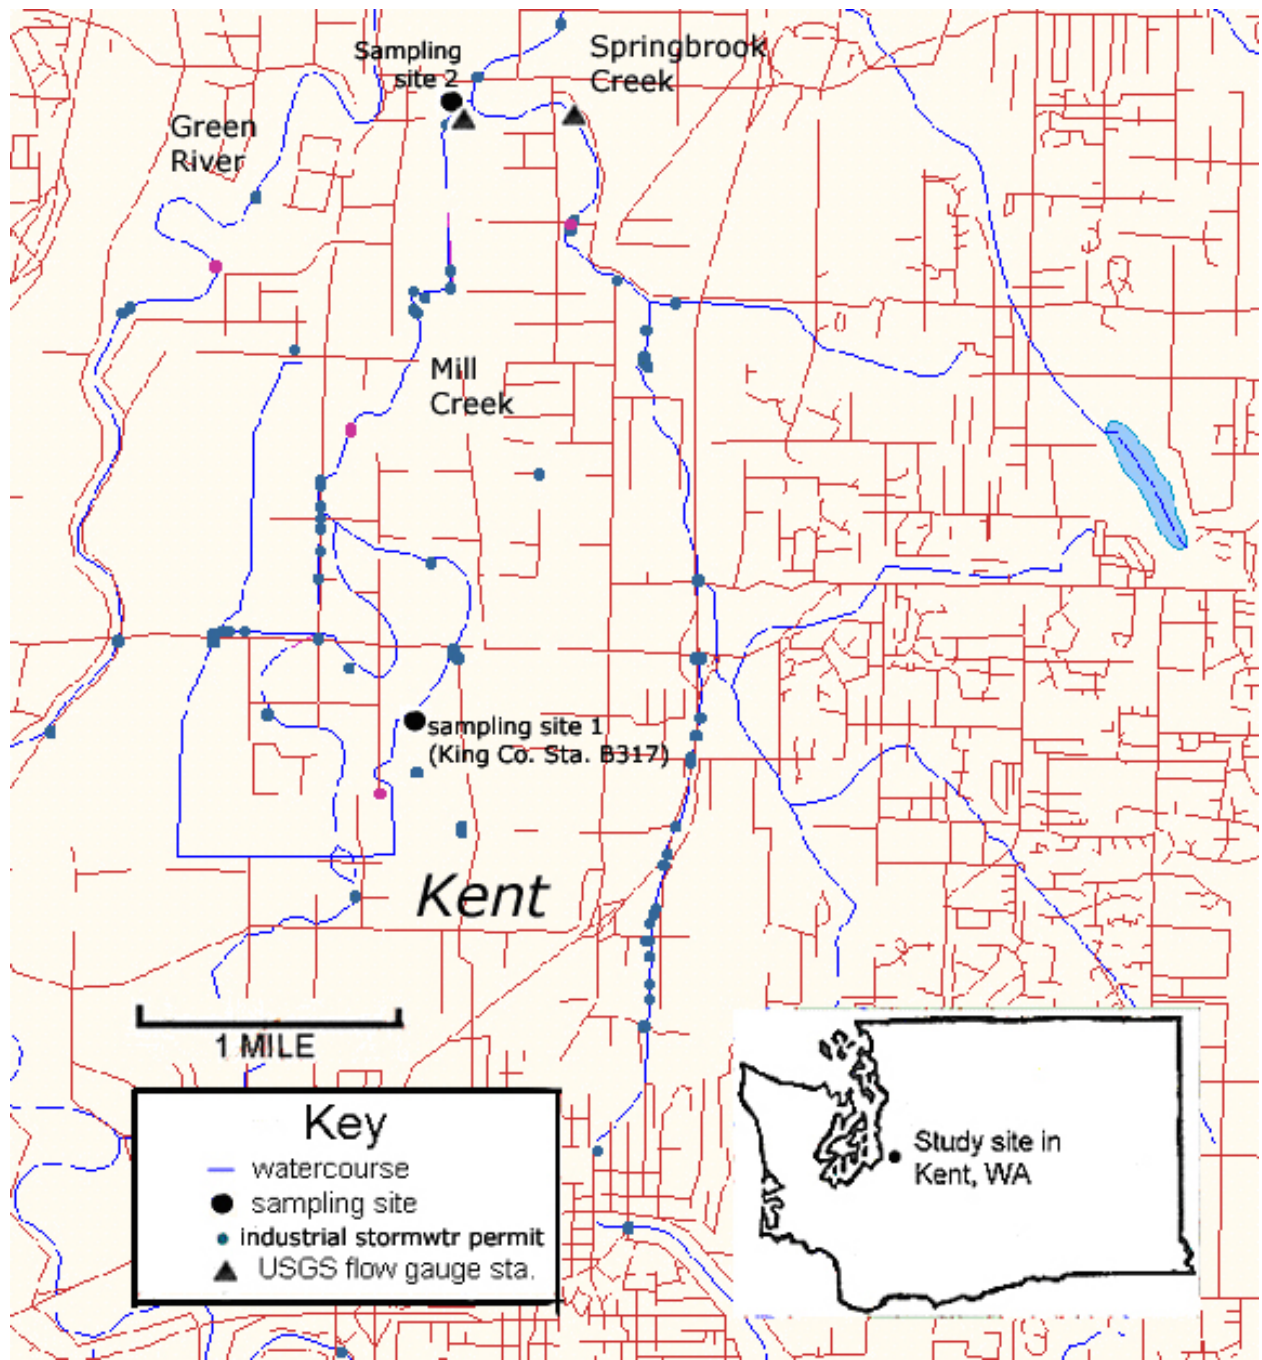 Sampling
site 2
Springbrook
Creek
Green
River
Mill
Creek
sampling site 1
(King Co. Sta. B317)
Kent
1 MILE
Key
watercourse
sampling site
industrial stormwtr permit
USGS flow gauge sta.
Study site in
Kent, WA